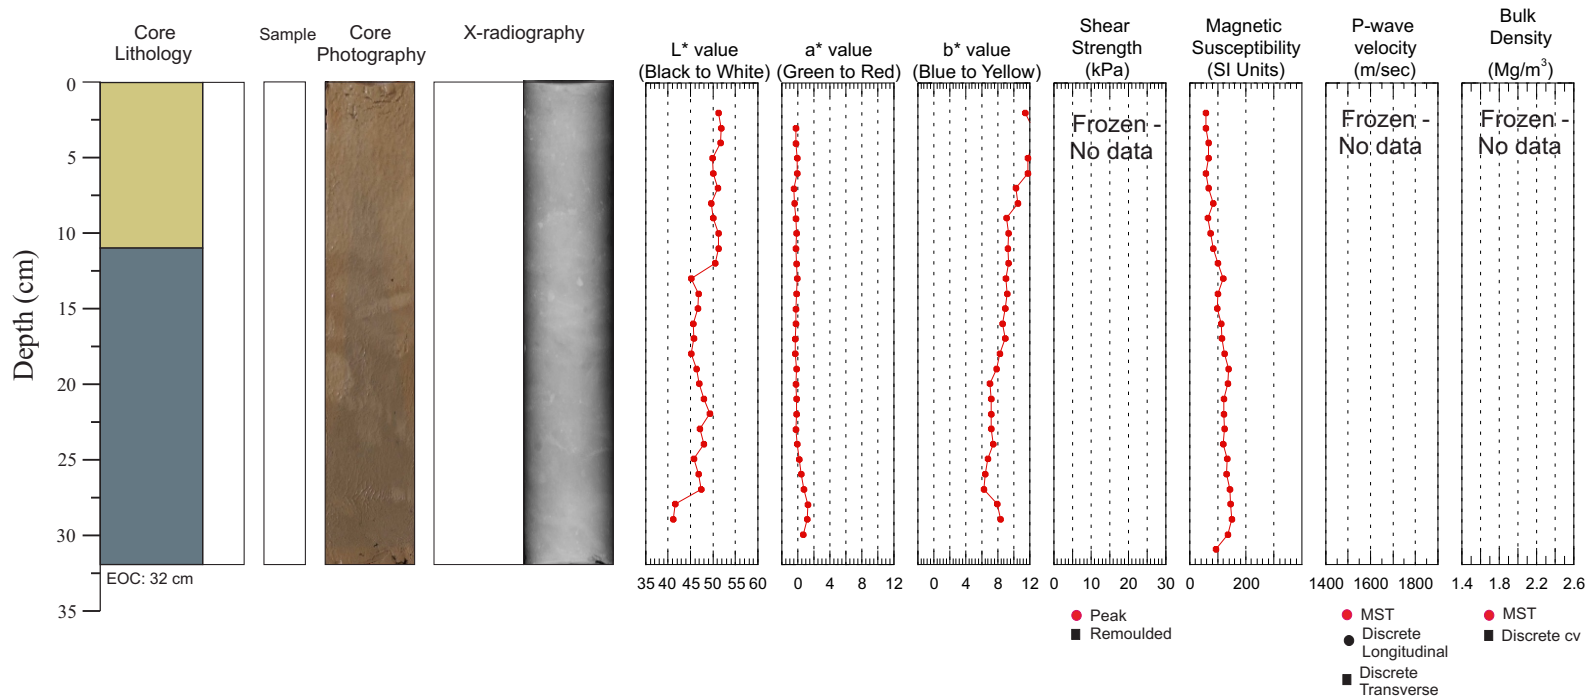 Core
Lithology
Sample
Core
Photography
X-radiography
L* value
(Black to White)
a* value
(Green to Red)
b* value
(Blue to Yellow)
Shear
Strength
(kPa)
Magnetic
Susceptibility
(SI Units)
P-wave
velocity
(m/sec)
Bulk
Density
(Mg/m³)
Depth (cm)
0
5
10
15
20
25
30
35
EOC: 32 cm
Frozen -
No data
Frozen -
No data
Frozen -
No data
35 40 45 50 55 60
0 4 8 12
0 4 8 12
0 10 20 30
0 200
1400 1600 1800
1.4 1.8 2.2 2.6
Peak
Remoulded
MST
Discrete
Longitudinal
Discrete
Transverse
MST
Discrete cv